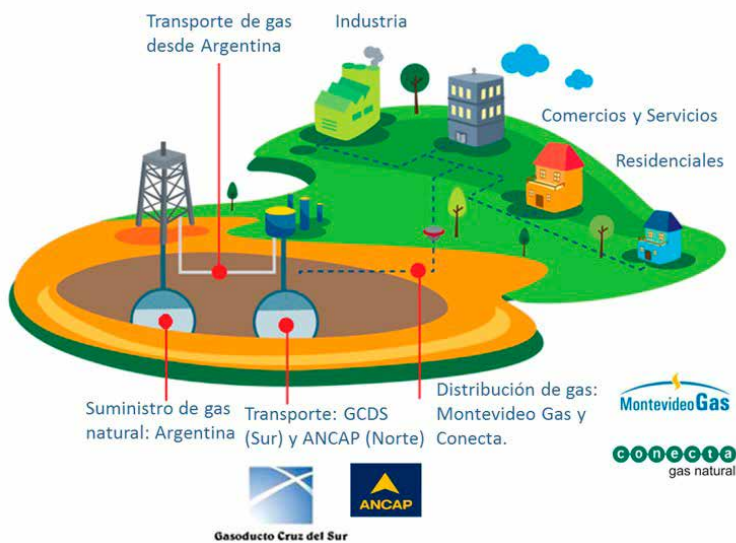 Transporte de gas
desde Argentina
Industria
Comercios y Servicios
Residenciales
Suministro de gas
natural: Argentina
Transporte: GCDS
(Sur) y ANCAP (Norte)
Distribución de gas:
Montevideo Gas y
Conecta.
MontevideoGas
conecta
gas natural
ANCAP
Gasoducto Cruz del Sur